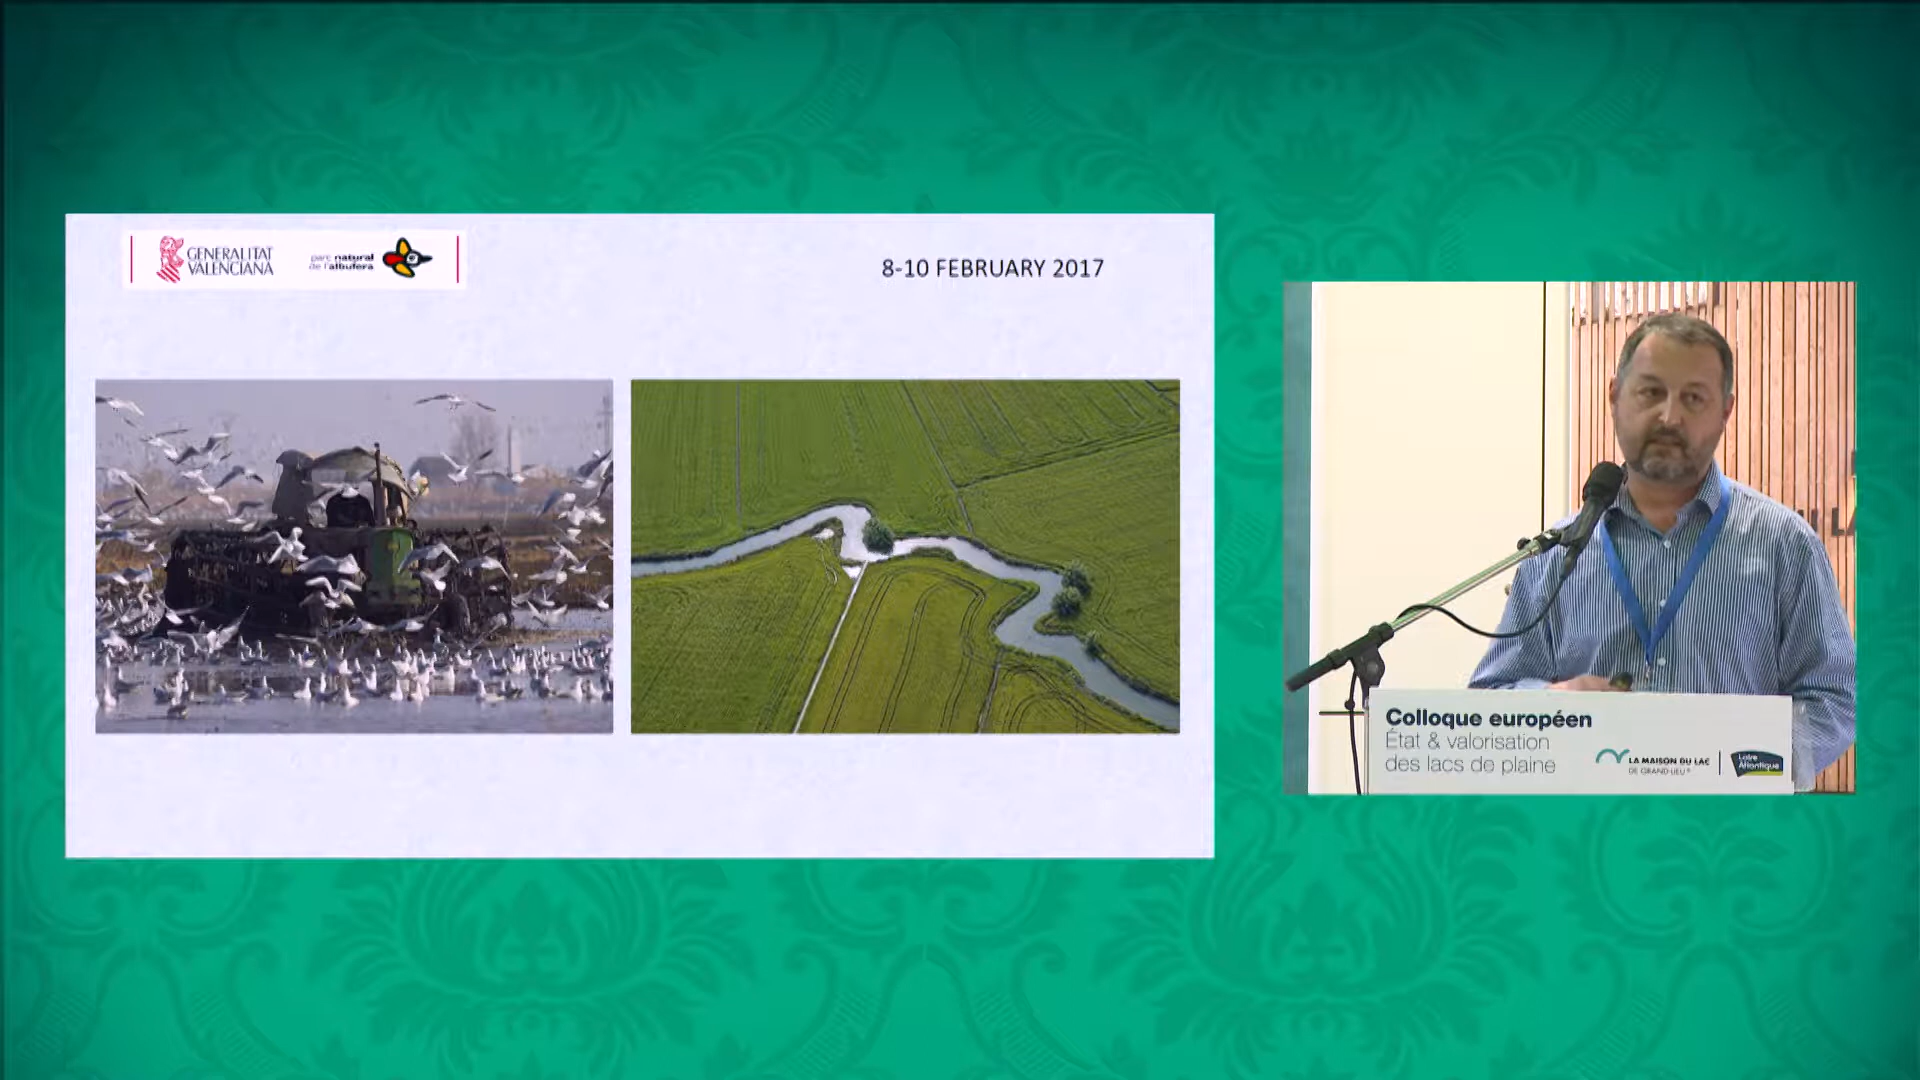 GENERALITAT
VALENCIANA
parc natural
de l'albufera
8-10 FEBRUARY 2017
Colloque européen
État & valorisation
des lacs de plaine
LA MAISON DU LAC
DE GRAND-LIEU
Loire
Atlantique